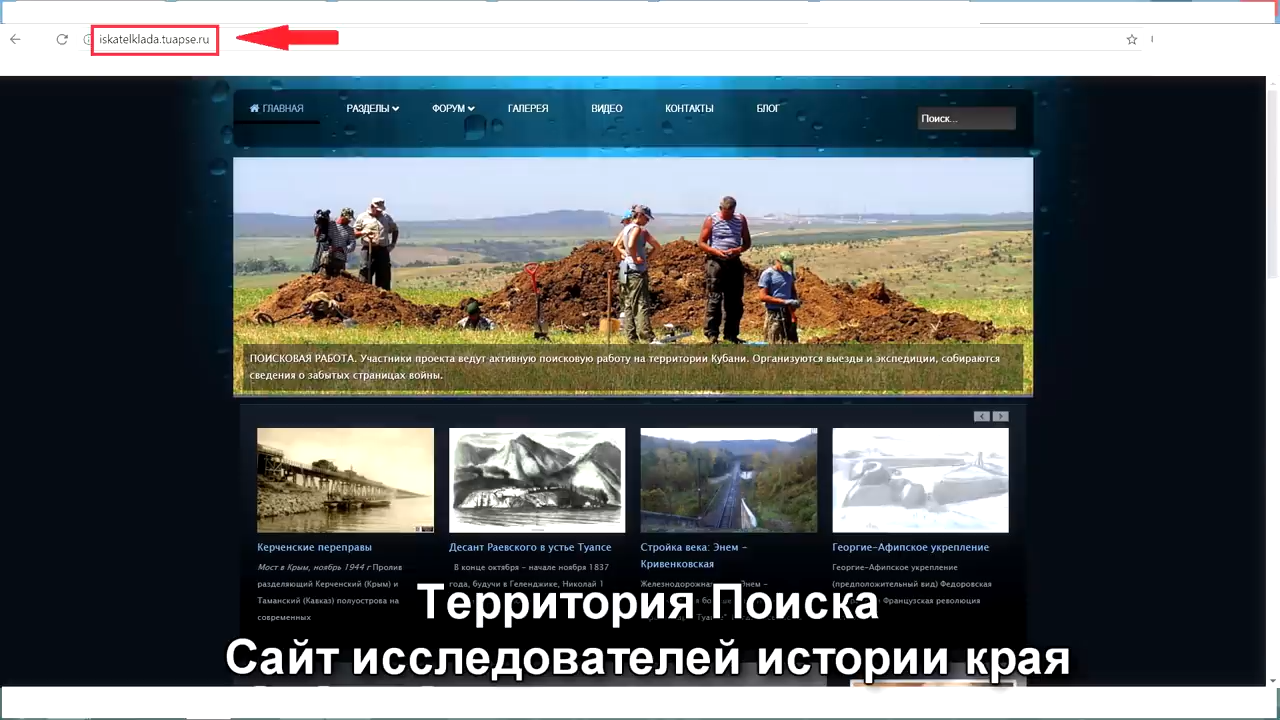 iskatelklada.tuapse.ru
ГЛАВНАЯ РАЗДЕЛЫ ФОРУМ ГАЛЕРЕЯ ВИДЕО КОНТАКТЫ БЛОГ
Поиск...
ПОИСКОВАЯ РАБОТА. Участники проекта ведут активную поисковую работу на территории Кубани. Организуются выезды и экспедиции, собираются
сведения о забытых страницах войны.
Керченские переправы
Мост в Крым, ноябрь 1944 г Пролив
разделяющий Керченский (Крым) и
Таманский (Кавказ) полуострова на
современных
Десант Раевского в устье Туапсе
В конце октября - начале ноября 1837
года, будучи в Геленджике, Николай 1
Стройка века: Энем -
Кривенковская
Железнодорожная Энем -
Георгие-Афипское укрепление
Георгие-Афипское укрепление
(предположительный вид) Федоровская
Французская революция
Территория Поиска
Сайт исследователей истории края